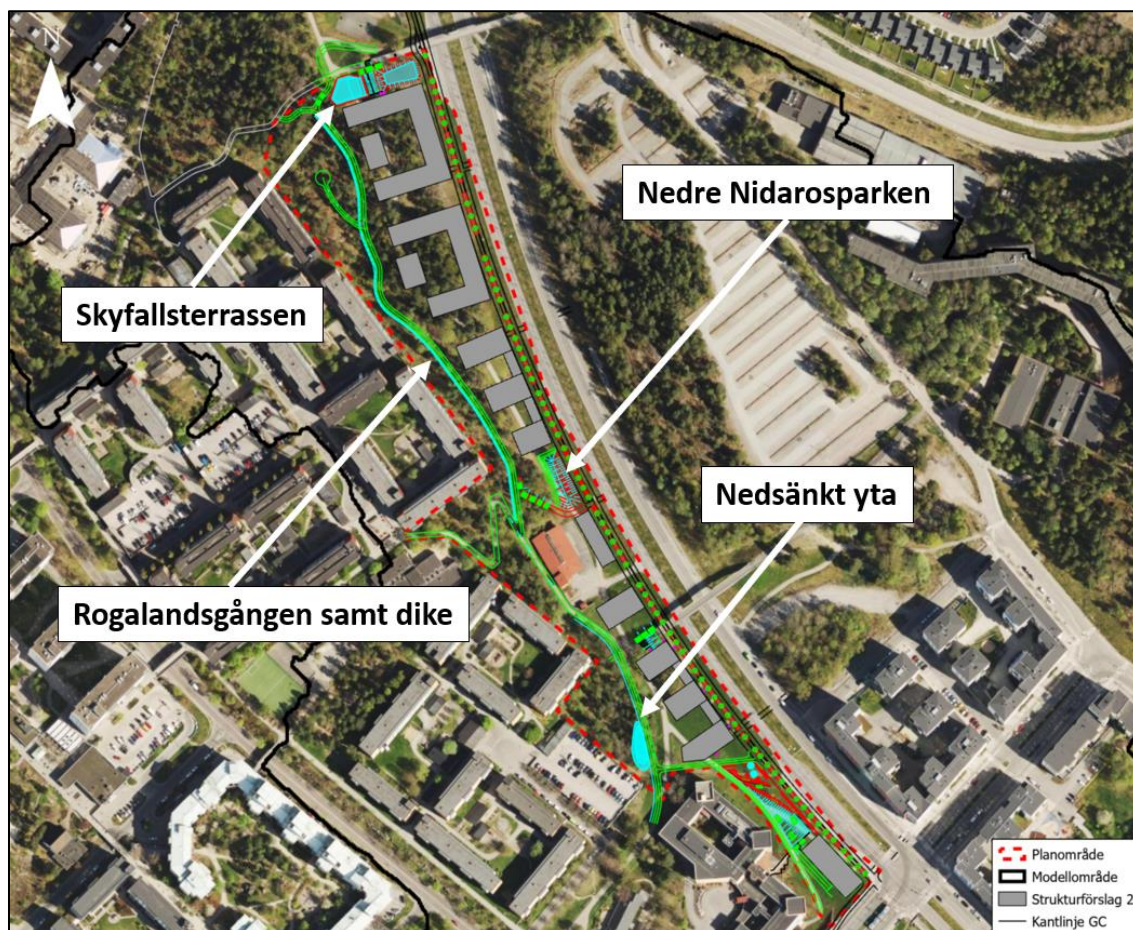 N
Skyfallsterrassen
Nedre Nidarosparken
Nedsänkt yta
Rogalandsgången samt dike
Planområde
Modellområde
Strukturförslag 2
Kantlinje GC